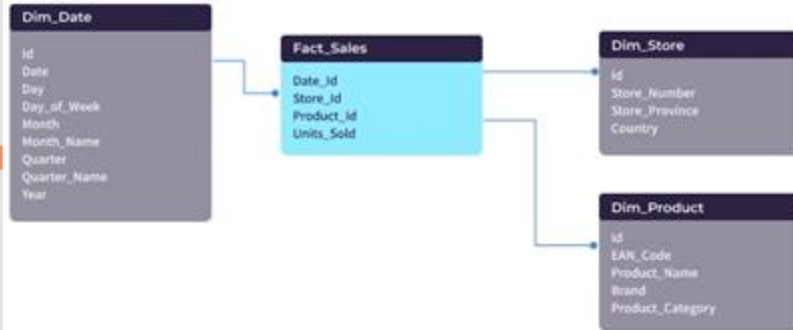 Dim_Date
Id
Date
Day
Day_of_Week
Month
Month_Name
Quarter
Quarter_Name
Year
Fact_Sales
Date_Id
Store_Id
Product_Id
Units_Sold
Dim_Store
Id
Store_Number
Store_Province
Country
Dim_Product
Id
EAN_Code
Product_Name
Brand
Product_Category